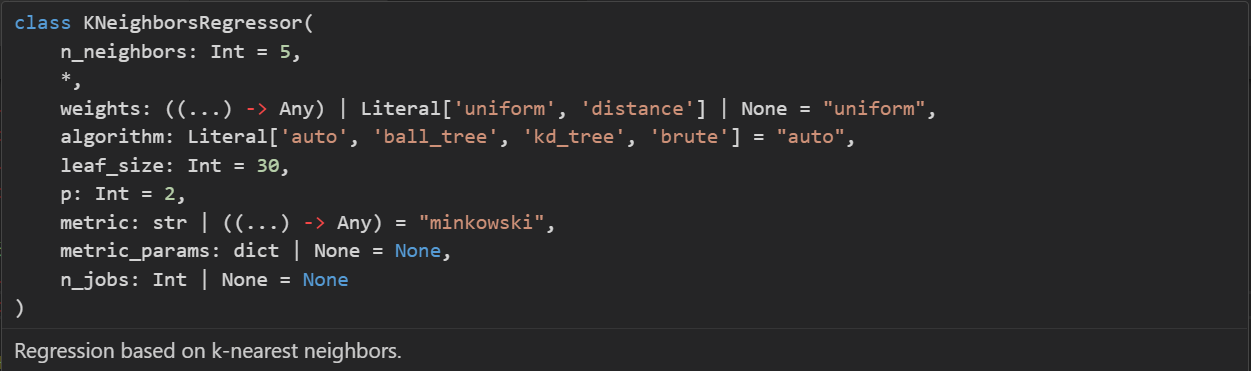 class KNeighborsRegressor(
    n_neighbors: Int = 5,
    *,
    weights: ((...) -> Any) | Literal['uniform', 'distance'] | None = "uniform",
    algorithm: Literal['auto', 'ball_tree', 'kd_tree', 'brute'] = "auto",
    leaf_size: Int = 30,
    p: Int = 2,
    metric: str | ((...) -> Any) = "minkowski",
    metric_params: dict | None = None,
    n_jobs: Int | None = None
)
Regression based on k-nearest neighbors.